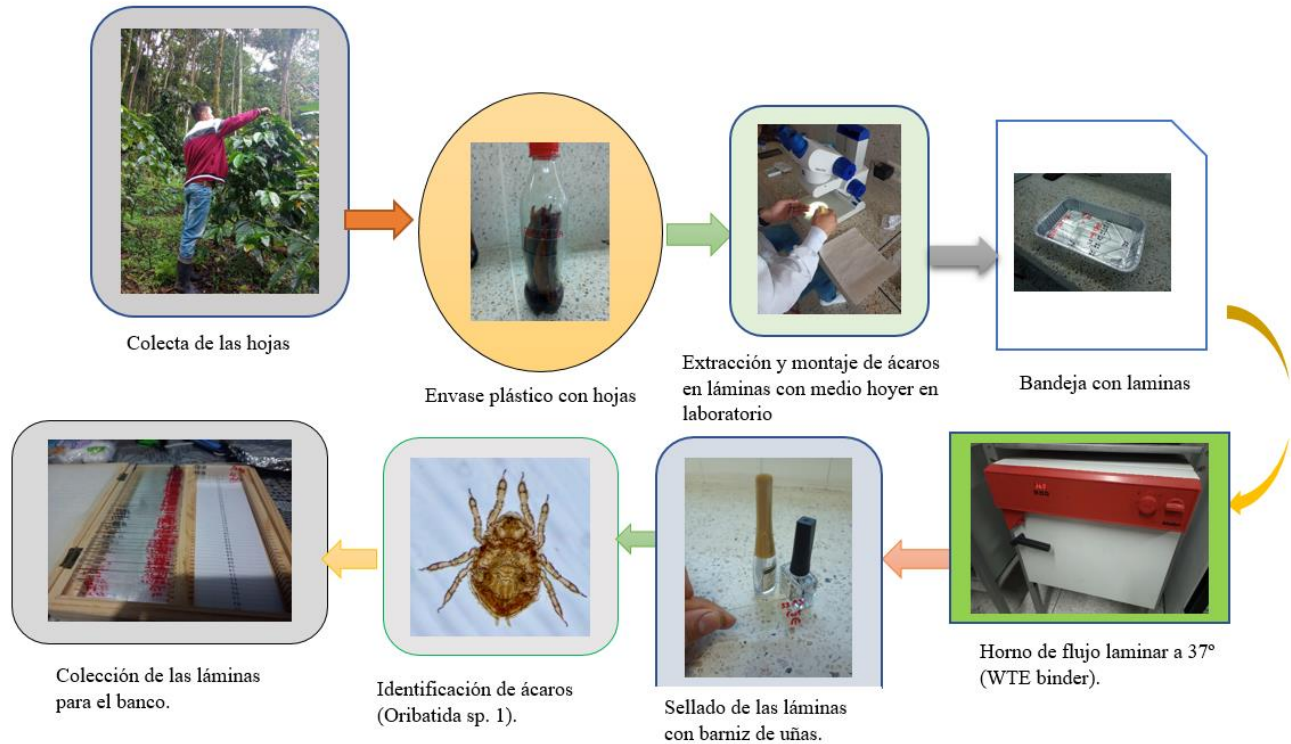 Colecta de las hojas
Envase plástico con hojas
Extracción y montaje de ácaros
en láminas con medio hoyer en
laboratorio
Bandeja con laminas
Horno de flujo laminar a 37º
(WTE binder).
Sellado de las láminas
con barniz de uñas.
Identificación de ácaros
(Oribatida sp. 1).
Colección de las láminas
para el banco.